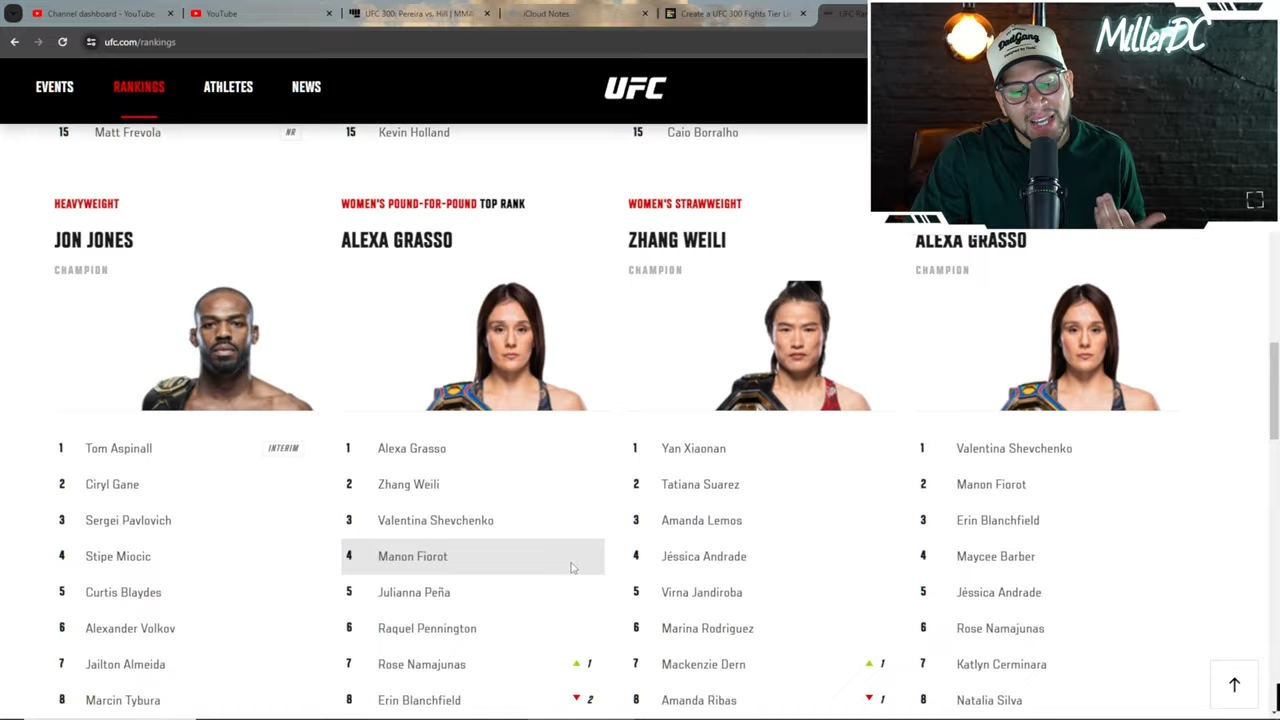 Channel dashboard - YouTube
YouTube
UFC 300: Pereira vs. Hill | MMA
iCloud Notes
Create a UFC 300 Fights Tier Li
ufc.com/rankings
MillerDC
DadGang
EVENTS
RANKINGS
ATHLETES
NEWS
UFC
15 Matt Frevola NR
15 Kevin Holland
15 Caio Borralho
HEAVYWEIGHT
JON JONES
CHAMPION
1 Tom Aspinall INTERIM
2 Ciryl Gane
3 Sergei Pavlovich
4 Stipe Miocic
5 Curtis Blaydes
6 Alexander Volkov
7 Jailton Almeida
8 Marcin Tybura
WOMEN'S POUND-FOR-POUND TOP RANK
ALEXA GRASSO
1 Alexa Grasso
2 Zhang Weili
3 Valentina Shevchenko
4 Manon Fiorot
5 Julianna Peña
6 Raquel Pennington
7 Rose Namajunas 1
8 Erin Blanchfield 2
WOMEN'S STRAWWEIGHT
ZHANG WEILI
CHAMPION
1 Yan Xiaonan
2 Tatiana Suarez
3 Amanda Lemos
4 Jéssica Andrade
5 Virna Jandiroba
6 Marina Rodriguez
7 Mackenzie Dern 1
8 Amanda Ribas 1
ALEXA GRASSO
CHAMPION
1 Valentina Shevchenko
2 Manon Fiorot
3 Erin Blanchfield
4 Maycee Barber
5 Jéssica Andrade
6 Rose Namajunas
7 Katlyn Cerminara
8 Natalia Silva